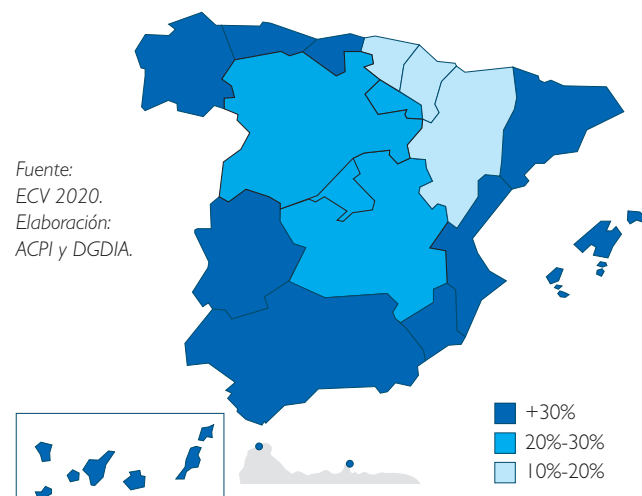 Fuente:
ECV 2020.
Elaboración:
ACPI y DGDIA.
+30%
20%-30%
10%-20%